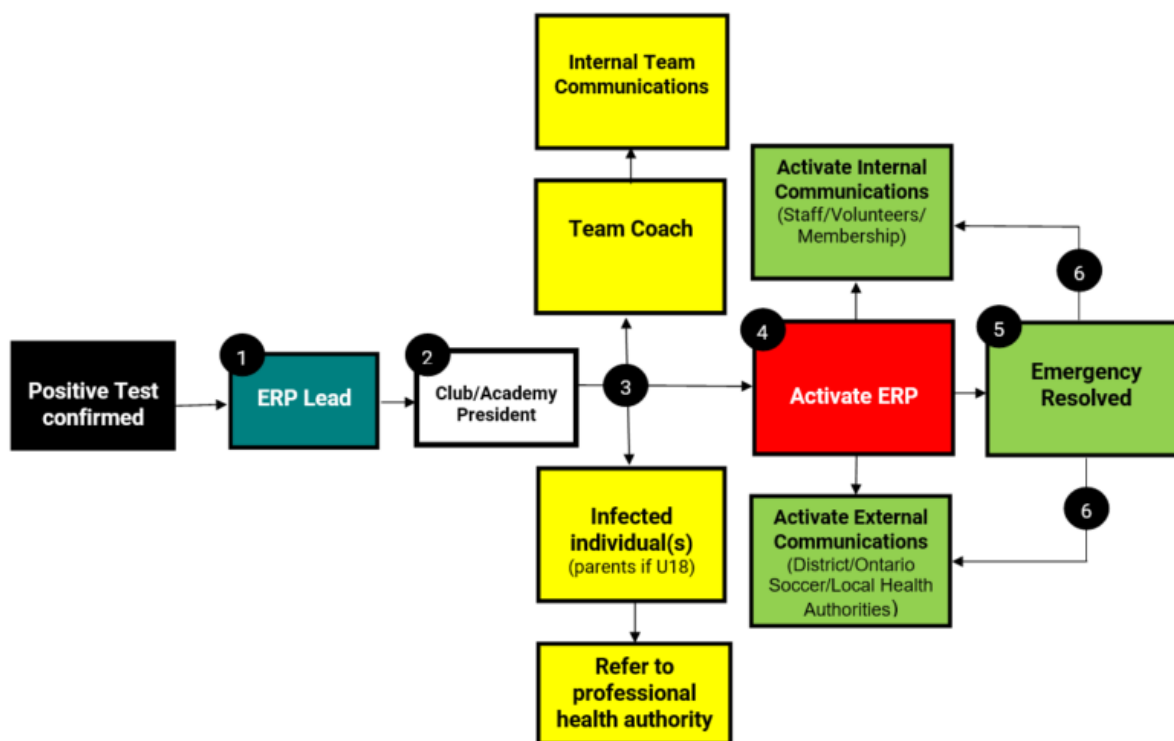 Internal Team
Communications
Team Coach
Activate Internal
Communications
(Staff/Volunteers/
Membership)
6
1
2
3
4
5
Positive Test
confirmed
ERP Lead
Club/Academy
President
Activate ERP
Emergency
Resolved
Infected
individual(s)
(parents if U18)
Activate External
Communications
(District/Ontario
Soccer/Local Health
Authorities)
6
Refer to
professional
health authority